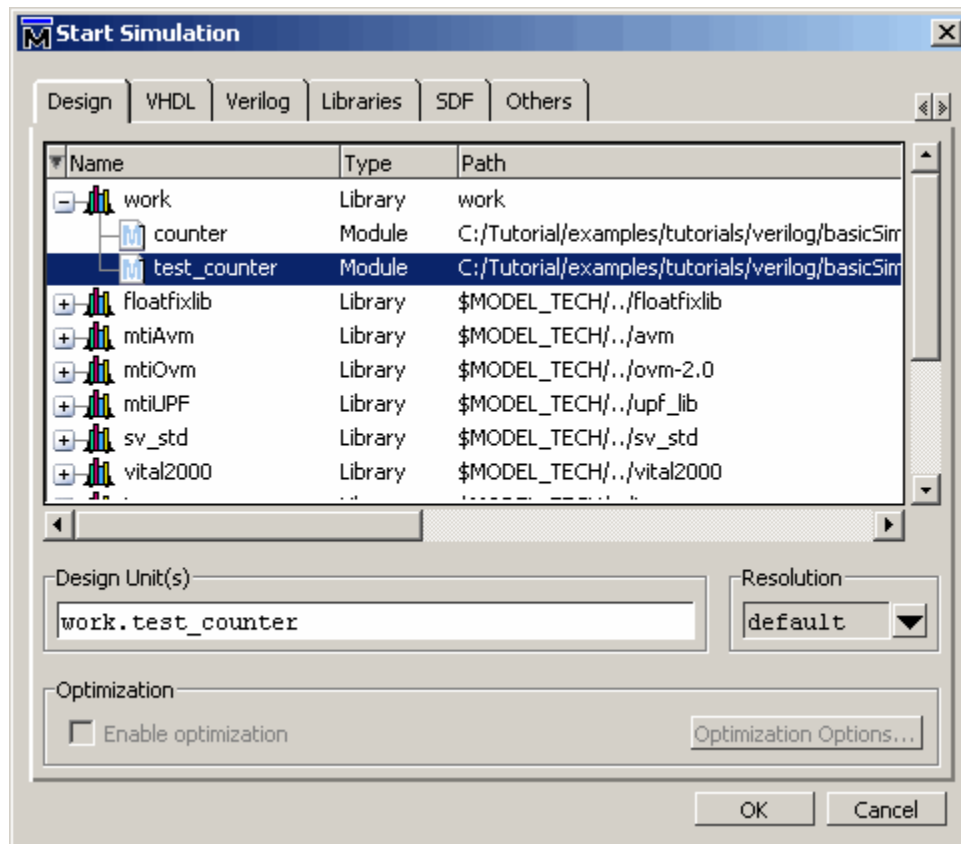 Start Simulation
Design VHDL Verilog Libraries SDF Others
Name Type Path
work Library work
counter Module C:/Tutorial/examples/tutorials/verilog/basicSim
test_counter Module C:/Tutorial/examples/tutorials/verilog/basicSim
floatfixlib Library $MODEL_TECH/../floatfixlib
mtiAvm Library $MODEL_TECH/../avm
mtiOvm Library $MODEL_TECH/../ovm-2.0
mtiUPF Library $MODEL_TECH/../upf_lib
sv_std Library $MODEL_TECH/../sv_std
vital2000 Library $MODEL_TECH/../vital2000
Design Unit(s) Resolution
work.test_counter default
Optimization
Enable optimization Optimization Options...
OK Cancel